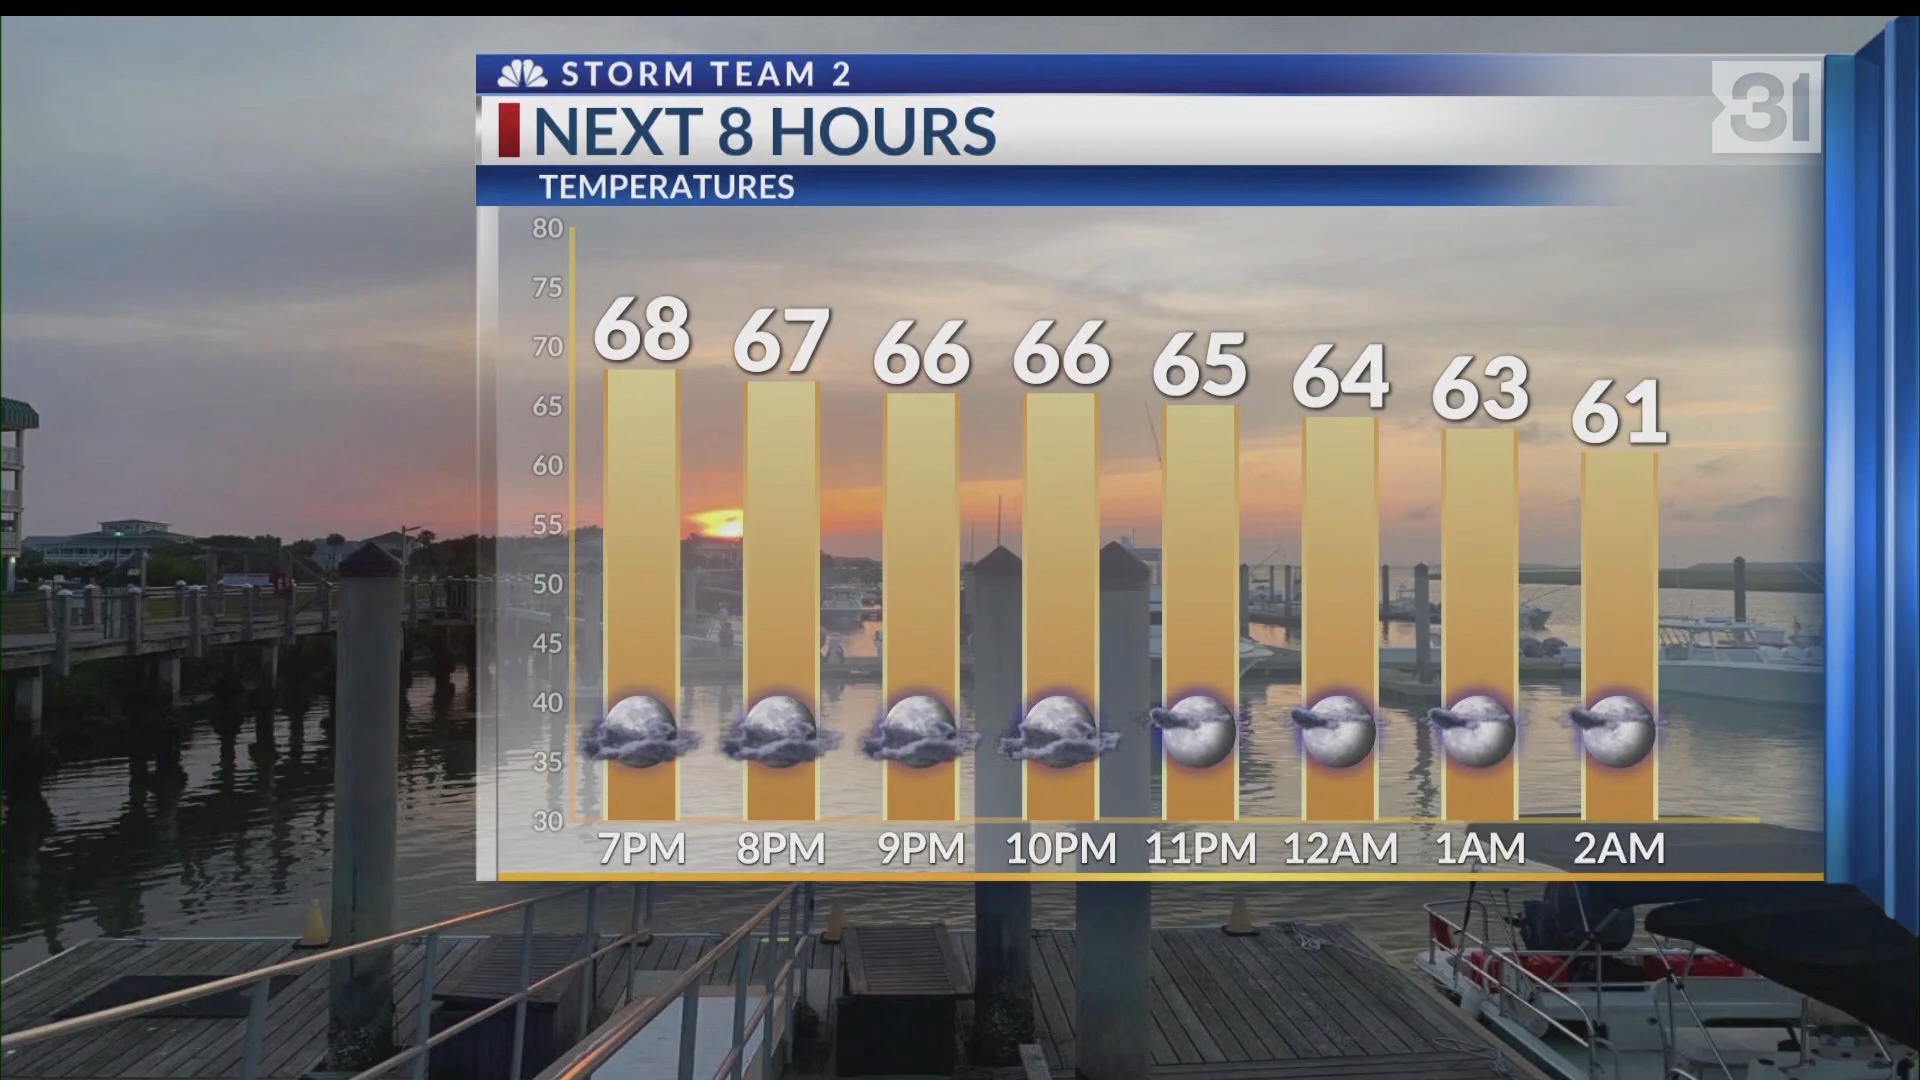 STORM TEAM 2
31
NEXT 8 HOURS
TEMPERATURES
80
75
70
65
60
55
50
45
40
35
30
68 67 66 66 65 64 63 61
7PM 8PM 9PM 10PM 11PM 12AM 1AM 2AM